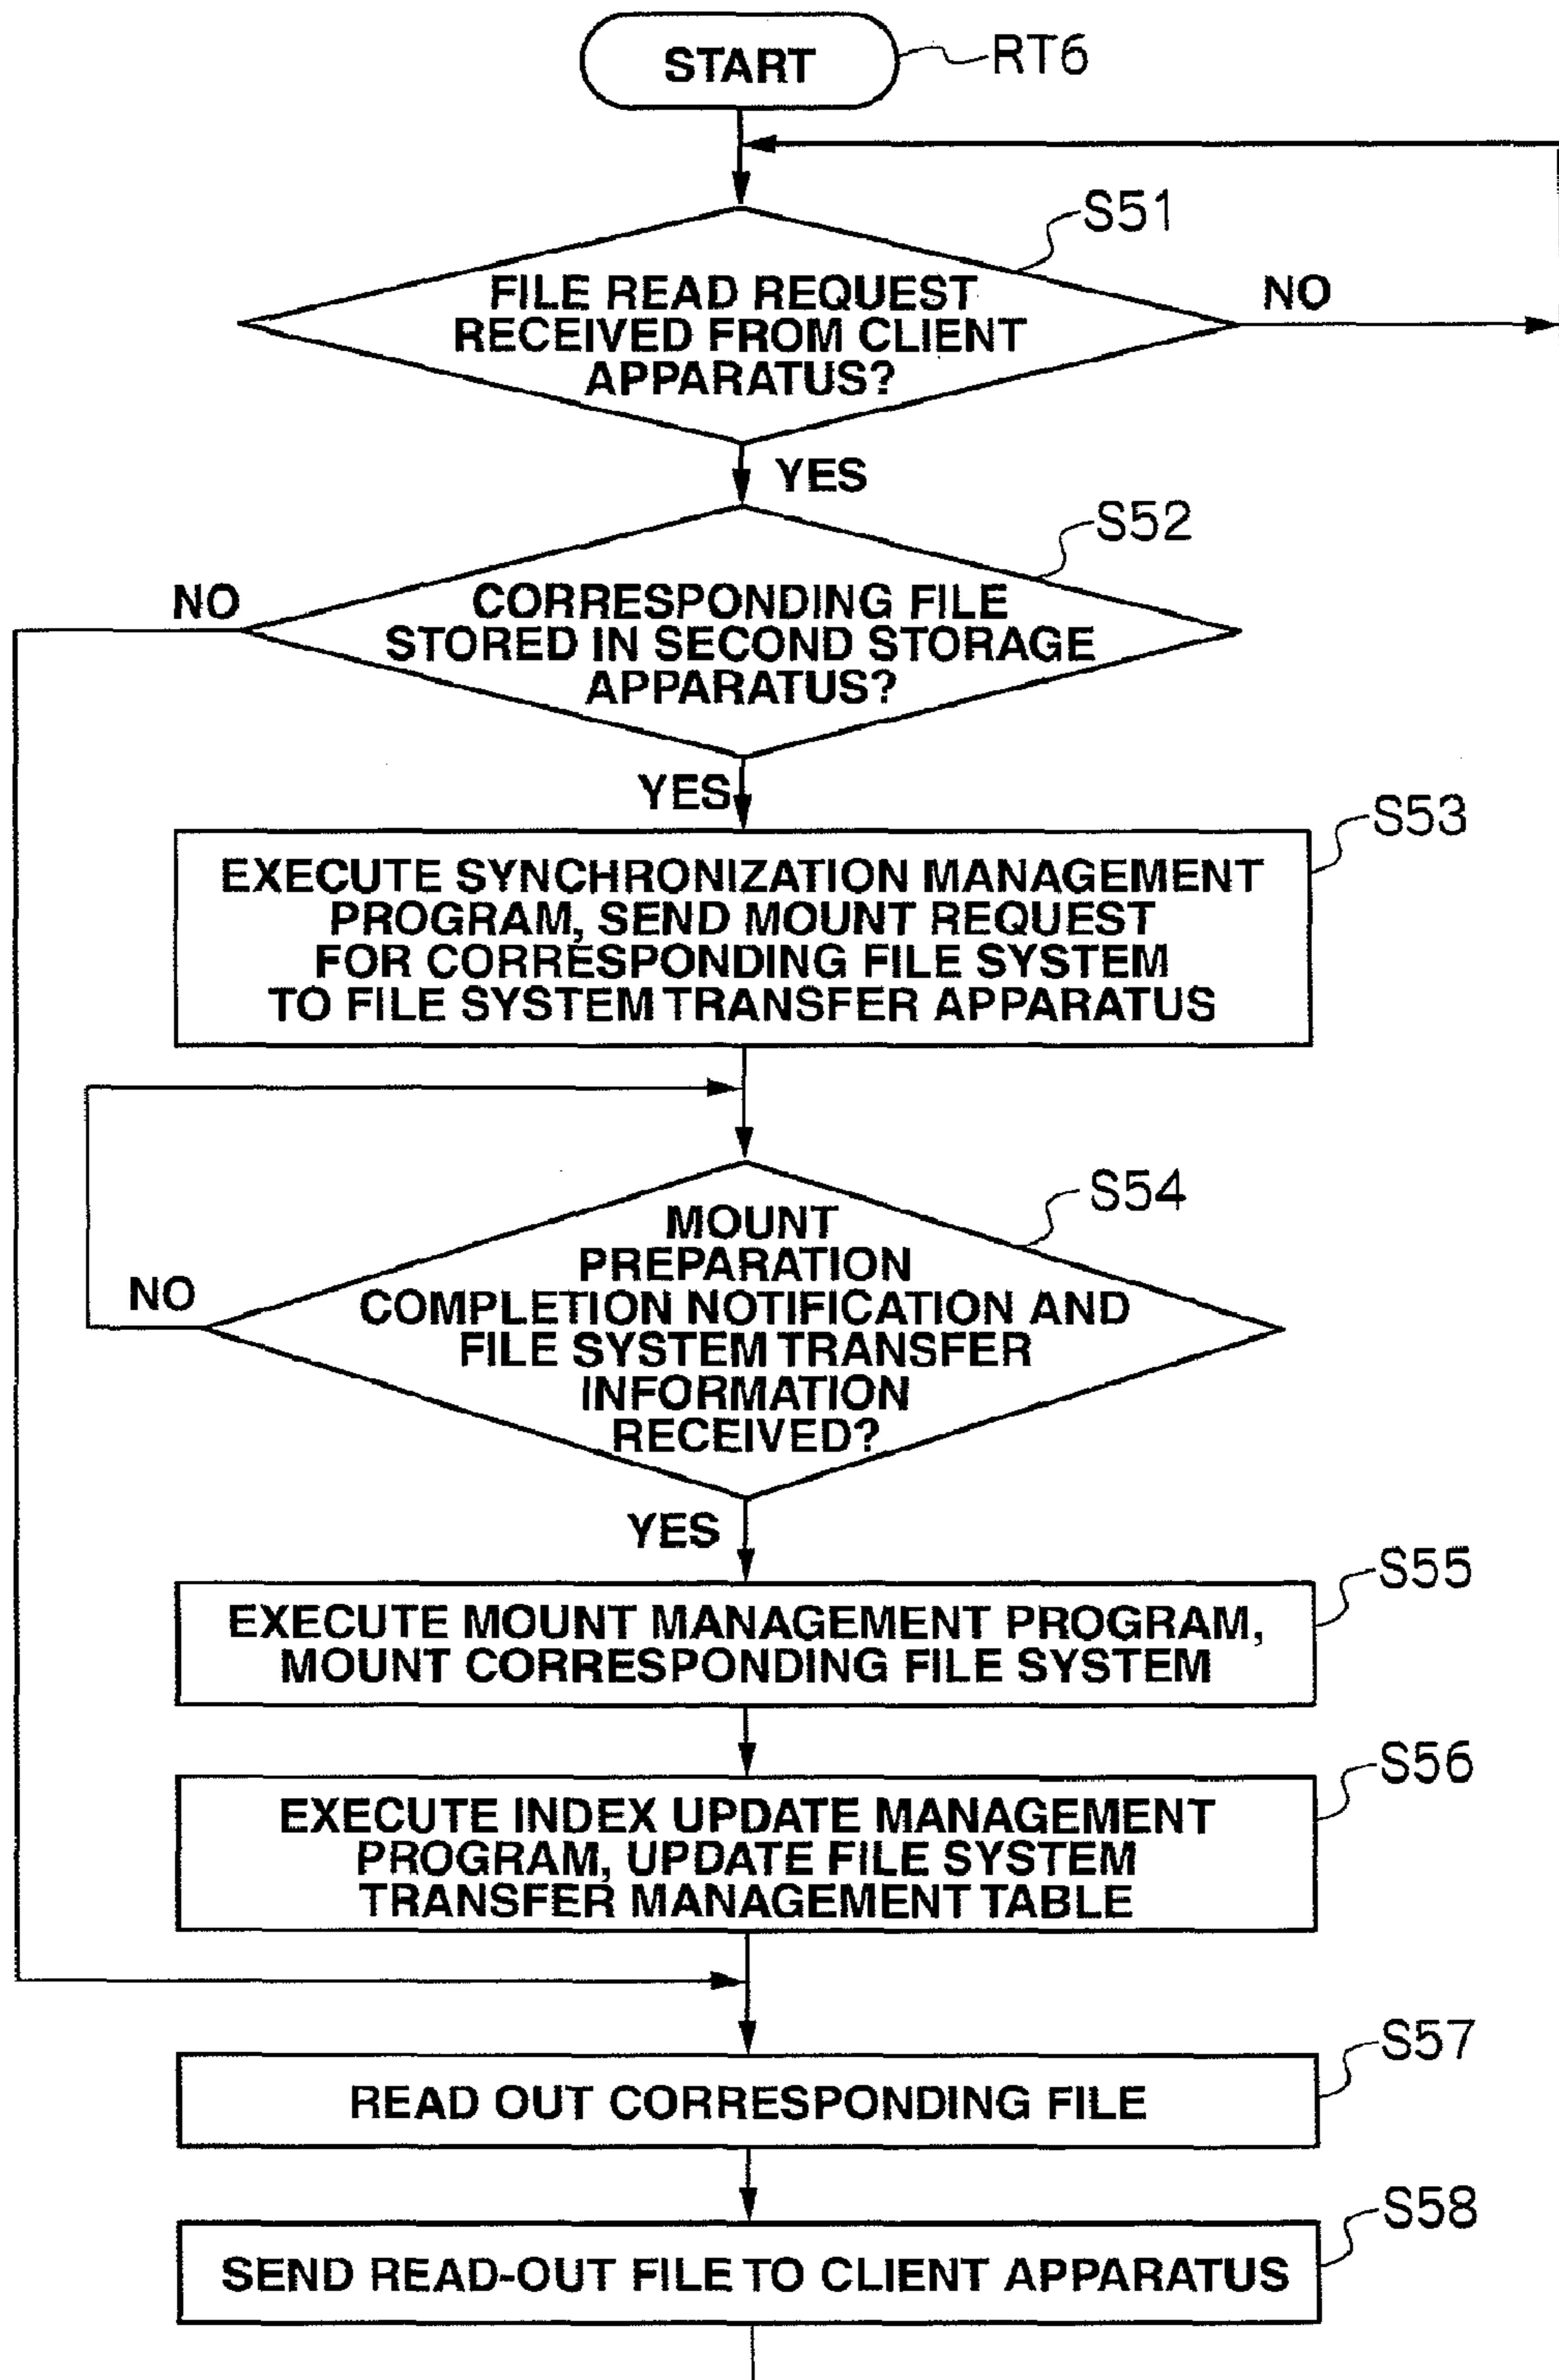 START
RT6
S51
FILE READ REQUEST
RECEIVED FROM CLIENT
APPARATUS?
NO
YES
S52
NO
CORRESPONDING FILE
STORED IN SECOND STORAGE
APPARATUS?
YES
S53
EXECUTE SYNCHRONIZATION MANAGEMENT
PROGRAM, SEND MOUNT REQUEST
FOR CORRESPONDING FILE SYSTEM
TO FILE SYSTEM TRANSFER APPARATUS
S54
MOUNT
PREPARATION
COMPLETION NOTIFICATION AND
FILE SYSTEM TRANSFER
INFORMATION
RECEIVED?
NO
YES
S55
EXECUTE MOUNT MANAGEMENT PROGRAM,
MOUNT CORRESPONDING FILE SYSTEM
S56
EXECUTE INDEX UPDATE MANAGEMENT
PROGRAM, UPDATE FILE SYSTEM
TRANSFER MANAGEMENT TABLE
S57
READ OUT CORRESPONDING FILE
S58
SEND READ-OUT FILE TO CLIENT APPARATUS